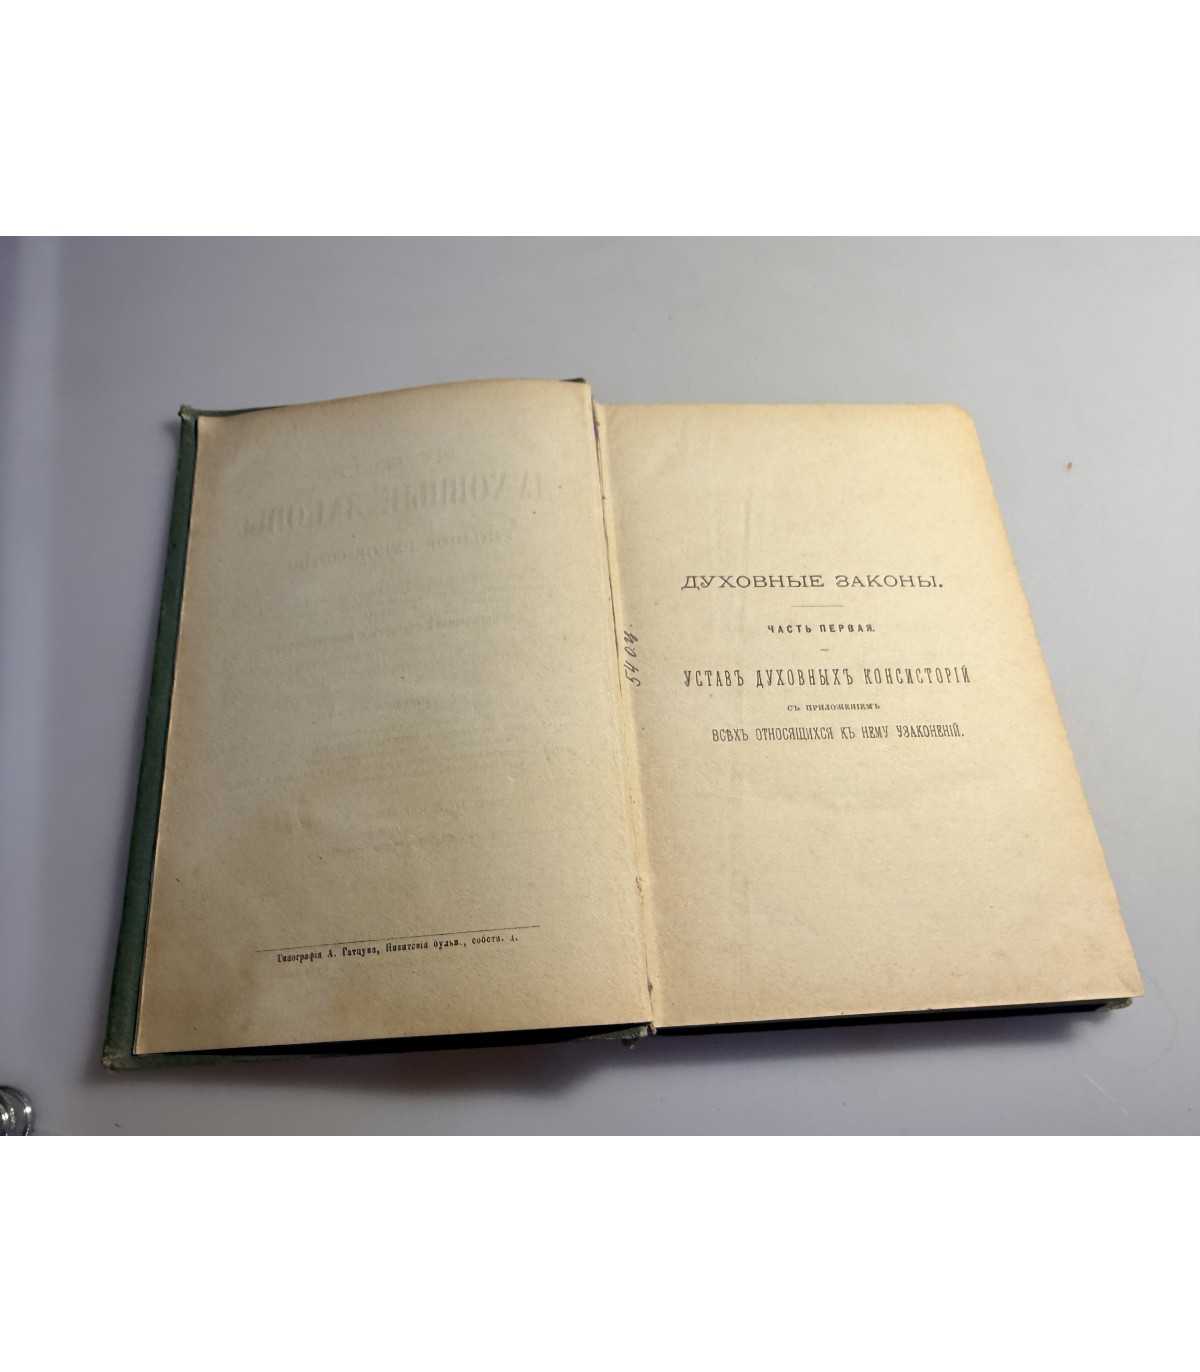 Типографія А. Гатцука, Никитскій бульв., собств. д.
54оц.
ДУХОВНЫЕ ЗАКОНЫ.
ЧАСТЬ ПЕРВАЯ.
УСТАВЪ ДУХОВНЫХЪ КОНСИСТОРІЙ
СЪ ПРИЛОЖЕНІЕМЪ
ВСѢХЪ ОТНОСЯЩИХСЯ КЪ НЕМУ УЗАКОНЕНІЙ.